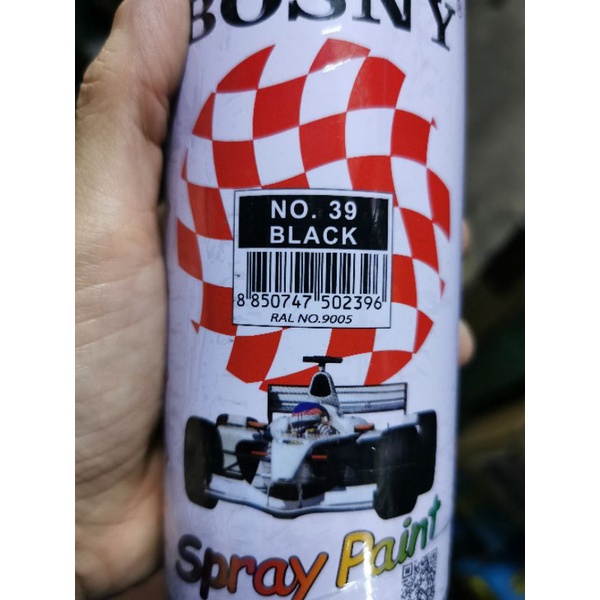 BOSNY
NO. 39
BLACK
8 850747 502396
RAL NO.9005
Spray Paint